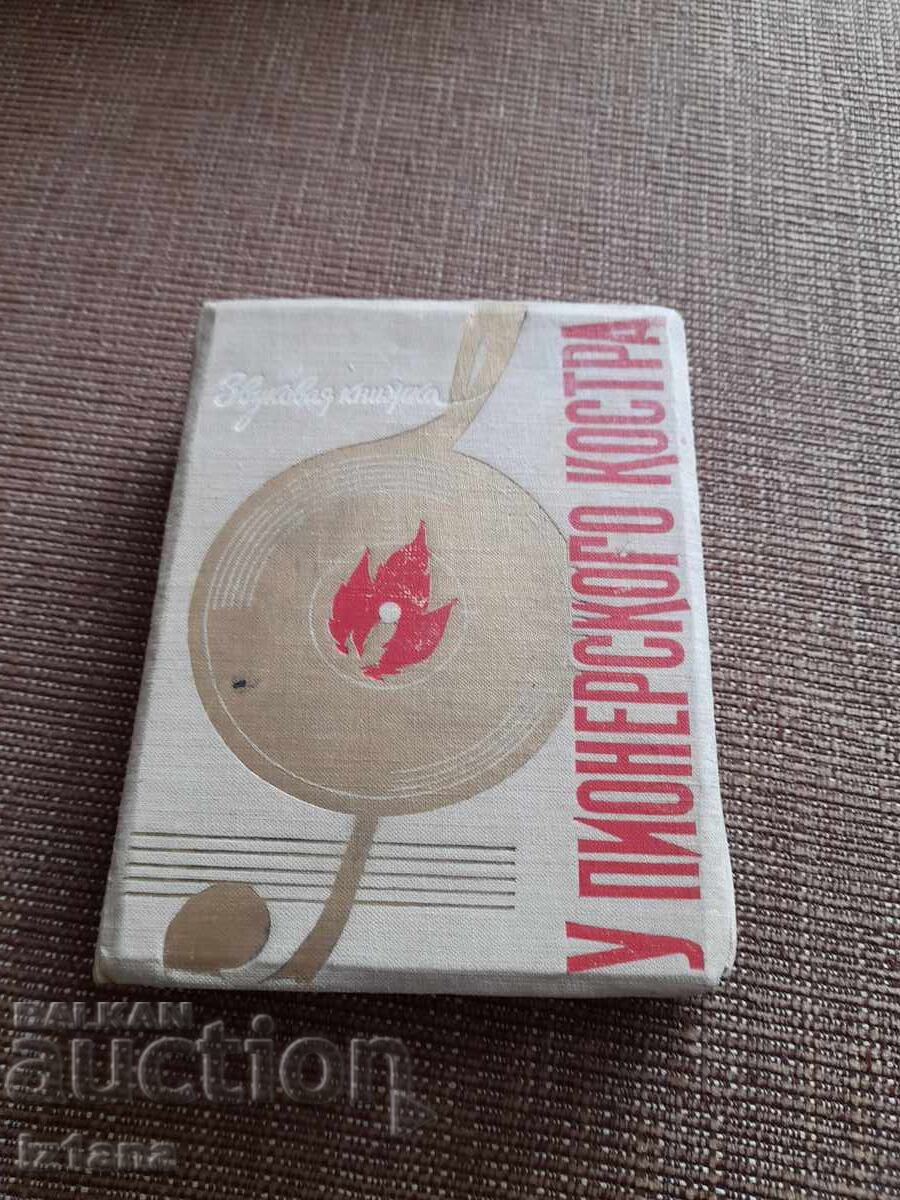 Звуковая книжка
У ПИОНЕРСКОГО КОСТРА
BALKAN
auction
iz1ana